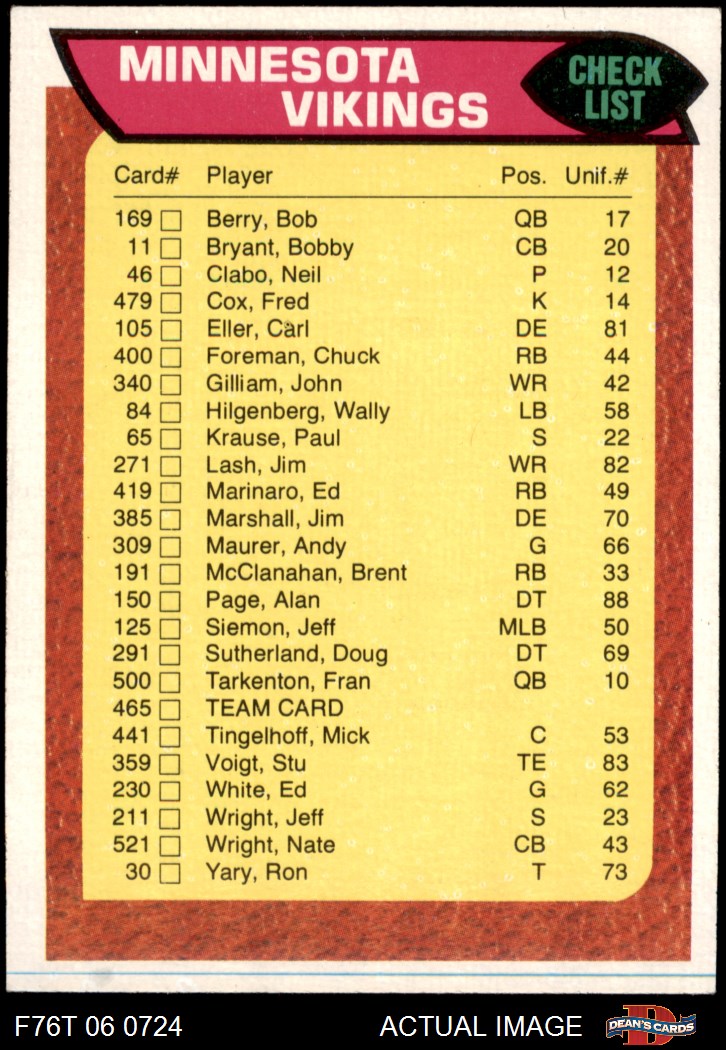 MINNESOTA
VIKINGS
CHECK
LIST
Card# Player Pos. Unif.#
169 Berry, Bob QB 17
11 Bryant, Bobby CB 20
46 Clabo, Neil P 12
479 Cox, Fred K 14
105 Eller, Carl DE 81
400 Foreman, Chuck RB 44
340 Gilliam, John WR 42
84 Hilgenberg, Wally LB 58
65 Krause, Paul S 22
271 Lash, Jim WR 82
419 Marinaro, Ed RB 49
385 Marshall, Jim DE 70
309 Maurer, Andy G 66
191 McClanahan, Brent RB 33
150 Page, Alan DT 88
125 Siemon, Jeff MLB 50
291 Sutherland, Doug DT 69
500 Tarkenton, Fran QB 10
465 TEAM CARD
441 Tingelhoff, Mick C 53
359 Voigt, Stu TE 83
230 White, Ed G 62
211 Wright, Jeff S 23
521 Wright, Nate CB 43
30 Yary, Ron T 73
F76T 06 0724 ACTUAL IMAGE D DEAN'S CARDS